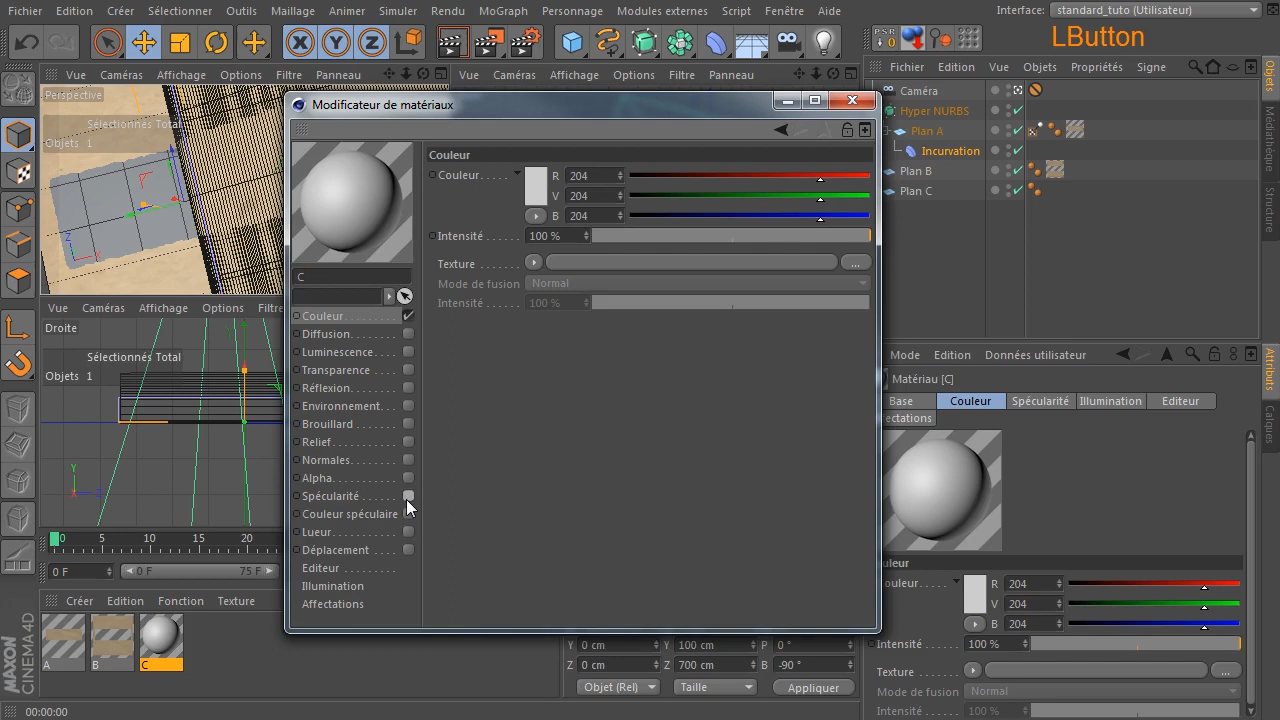 Fichier Edition Créer Sélectionner Outils Maillage Animer Simuler Rendu MoGraph Personnage Modules externes Script Fenêtre Aide
Interface: standard_tuto (Utilisateur)
LButton
PSR
0
Vue Caméras Affichage Options Filtre Panneau
Vue Caméras Affichage Options Filtre Panneau
Fichier Edition Vue Objets Propriétés Signe
Objets
Médiathèque
Structure
Perspective
Sélectionnés Total
Objets 1
Caméra
Hyper NURBS
Plan A
Incurvation
Plan B
Plan C
Modificateur de matériaux
C
Couleur
Diffusion
Luminescence
Transparence
Réflexion
Environnement
Brouillard
Relief
Normales
Alpha
Spécularité
Couleur spéculaire
Lueur
Déplacement
Editeur
Illumination
Affectations
Couleur
Couleur R 204
V 204
B 204
Intensité 100 %
Texture ...
Mode de fusion Normal
Intensité 100 %
Vue Caméras Affichage Options Filtre
Droite
Sélectionnés Total
Objets 1
Y
X
Z
0 5 10 15 20
0 F 0 F 75 F
Créer Edition Fonction Texture
A B C
MAXON
CINEMA 4D
Y 0 cm Y 100 cm P 0 °
Z 0 cm Z 700 cm B -90 °
Objet (Rel) Taille Appliquer
00:00:00
Mode Edition Données utilisateur
Attributs
Calques
Matériau [C]
Base Couleur Spécularité Illumination Editeur
ectations
uleur
ouleur R 204
V 204
B 204
Intensité 100 %
Texture ...
Mode de fusion Normal
Intensité 100 %